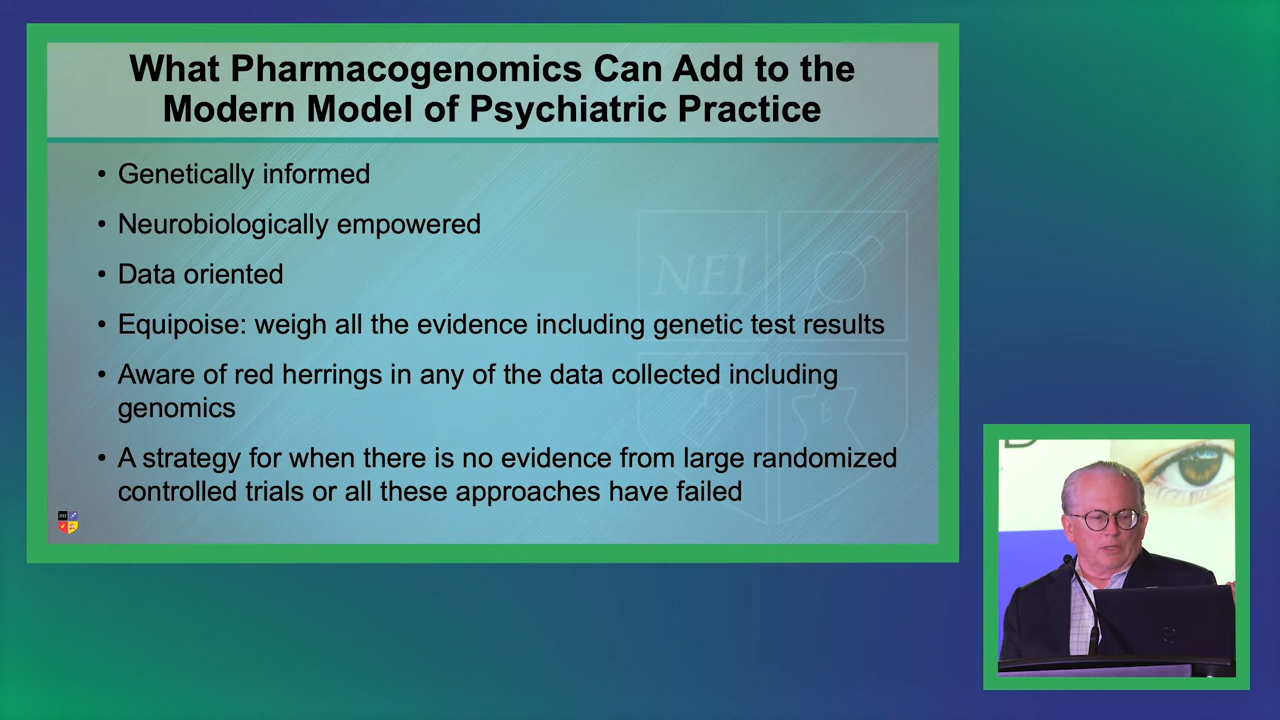 What Pharmacogenomics Can Add to the
Modern Model of Psychiatric Practice
• Genetically informed
• Neurobiologically empowered
• Data oriented
• Equipoise: weigh all the evidence including genetic test results
• Aware of red herrings in any of the data collected including
genomics
• A strategy for when there is no evidence from large randomized
controlled trials or all these approaches have failed
NEI
NEI